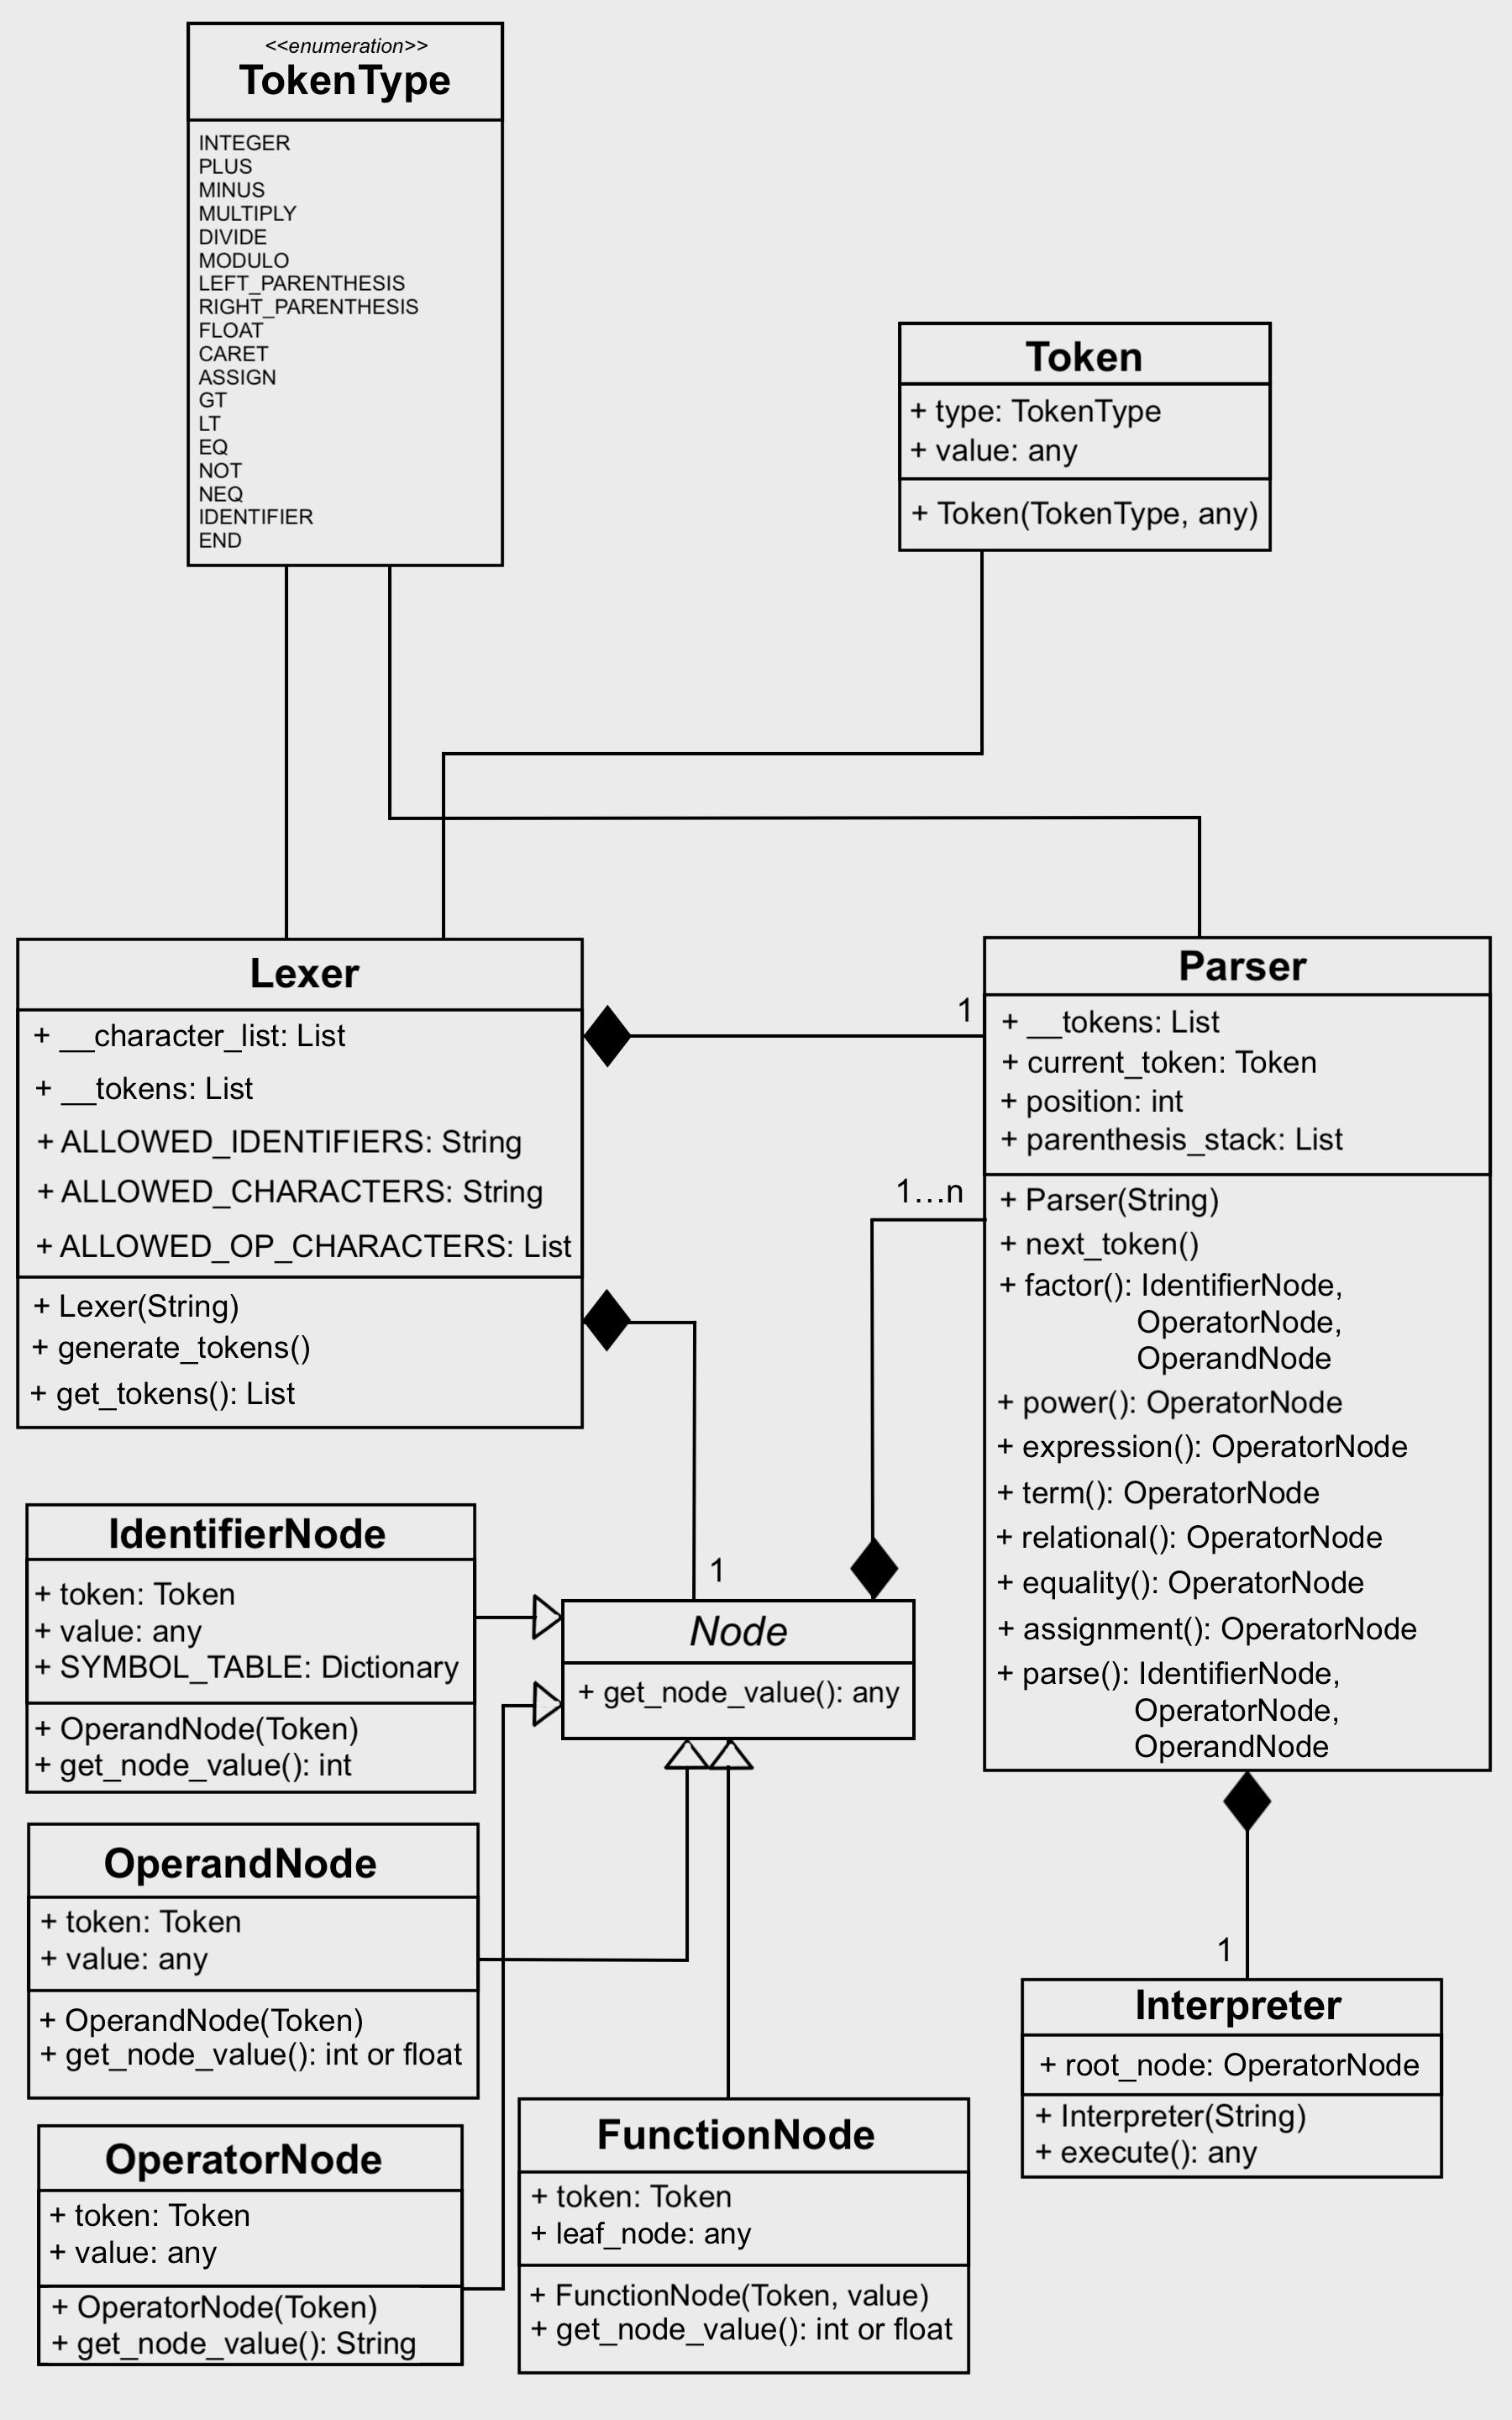 <<enumeration>>
TokenType
INTEGER
PLUS
MINUS
MULTIPLY
DIVIDE
MODULO
LEFT_PARENTHESIS
RIGHT_PARENTHESIS
FLOAT
CARET
ASSIGN
GT
LT
EQ
NOT
NEQ
IDENTIFIER
END
Token
+ type: TokenType
+ value: any
+ Token(TokenType, any)
Lexer
+ __character_list: List
+ __tokens: List
+ ALLOWED_IDENTIFIERS: String
+ ALLOWED_CHARACTERS: String
+ ALLOWED_OP_CHARACTERS: List
+ Lexer(String)
+ generate_tokens()
+ get_tokens(): List
1
1...n
Parser
+ __tokens: List
+ current_token: Token
+ position: int
+ parenthesis_stack: List
+ Parser(String)
+ next_token()
+ factor(): IdentifierNode,
OperatorNode,
OperandNode
+ power(): OperatorNode
+ expression(): OperatorNode
+ term(): OperatorNode
+ relational(): OperatorNode
+ equality(): OperatorNode
+ assignment(): OperatorNode
+ parse(): IdentifierNode,
OperatorNode,
OperandNode
IdentifierNode
+ token: Token
+ value: any
+ SYMBOL_TABLE: Dictionary
+ OperandNode(Token)
+ get_node_value(): int
1
Node
+ get_node_value(): any
OperandNode
+ token: Token
+ value: any
+ OperandNode(Token)
+ get_node_value(): int or float
1
Interpreter
+ root_node: OperatorNode
+ Interpreter(String)
+ execute(): any
OperatorNode
+ token: Token
+ value: any
+ OperatorNode(Token)
+ get_node_value(): String
FunctionNode
+ token: Token
+ leaf_node: any
+ FunctionNode(Token, value)
+ get_node_value(): int or float